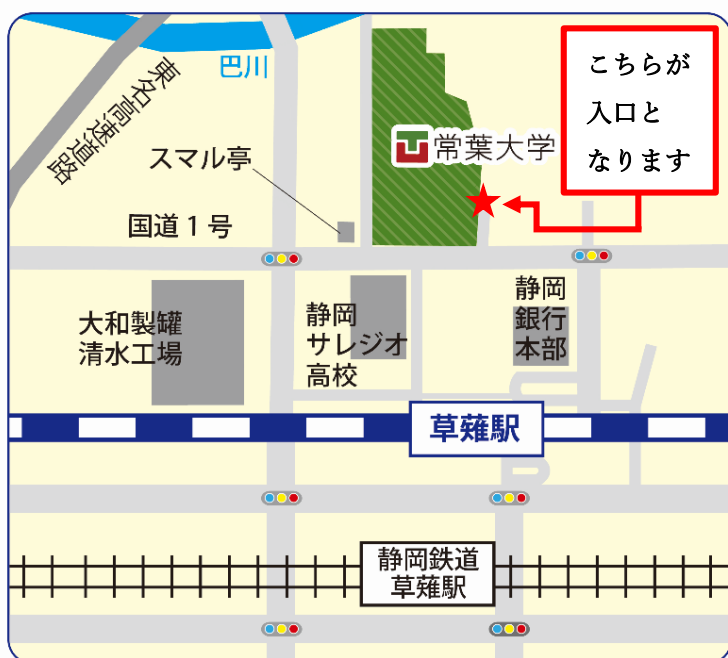 巴川
東名高速道路
こちらが
入口と
なります
常葉大学
スマル亭
国道1号
大和製罐
清水工場
静岡
サレジオ
高校
静岡
銀行
本部
草薙駅
静岡鉄道
草薙駅